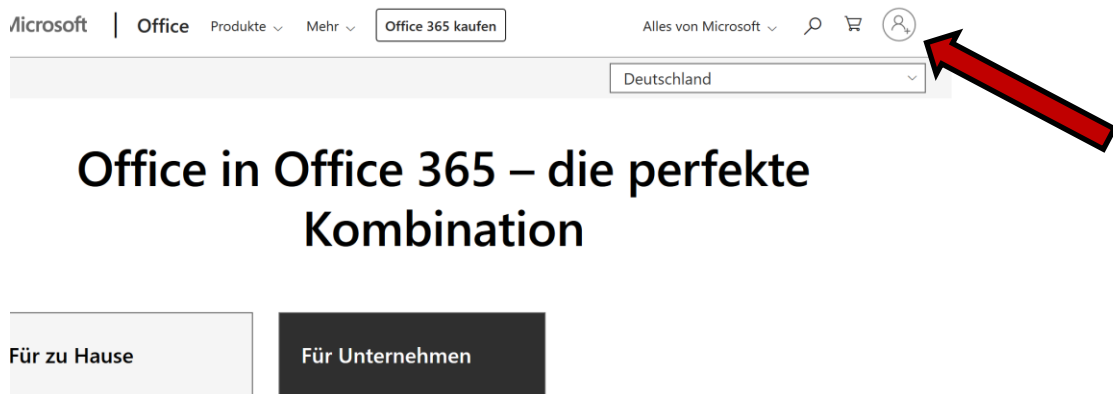 Microsoft Office Produkte Mehr Office 365 kaufen Alles von Microsoft
Deutschland
Office in Office 365 – die perfekte
Kombination
Für zu Hause Für Unternehmen